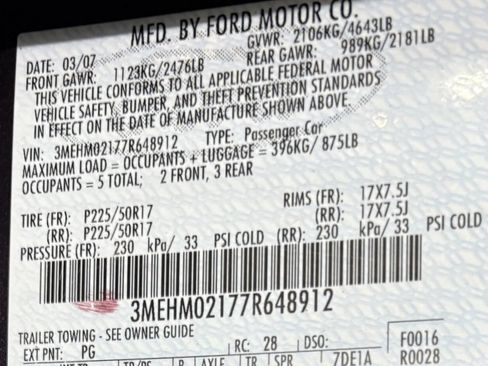 MFD. BY FORD MOTOR CO.
DATE: 03/07 GVWR: 2106KG/4643LB
FRONT GAWR: 1123KG/2476LB REAR GAWR: 989KG/2181LB
THIS VEHICLE CONFORMS TO ALL APPLICABLE FEDERAL MOTOR
VEHICLE SAFETY, BUMPER, AND THEFT PREVENTION STANDARDS
IN EFFECT ON THE DATE OF MANUFACTURE SHOWN ABOVE.
VIN: 3MEHM02177R648912 TYPE: Passenger Car
MAXIMUM LOAD = OCCUPANTS + LUGGAGE = 396KG/ 875LB
OCCUPANTS = 5 TOTAL; 2 FRONT, 3 REAR
TIRE (FR): P225/50R17 RIMS (FR): 17X7.5J
(RR): P225/50R17 (RR): 17X7.5J
PRESSURE (FR): 230 kPa/ 33 PSI COLD (RR): 230 kPa/ 33 PSI COLD
3MEHM02177R648912
TRAILER TOWING - SEE OWNER GUIDE
EXT PNT: PG RC: 28 DSO: F0016
R AXLE TR SPR 7DE1A R0028